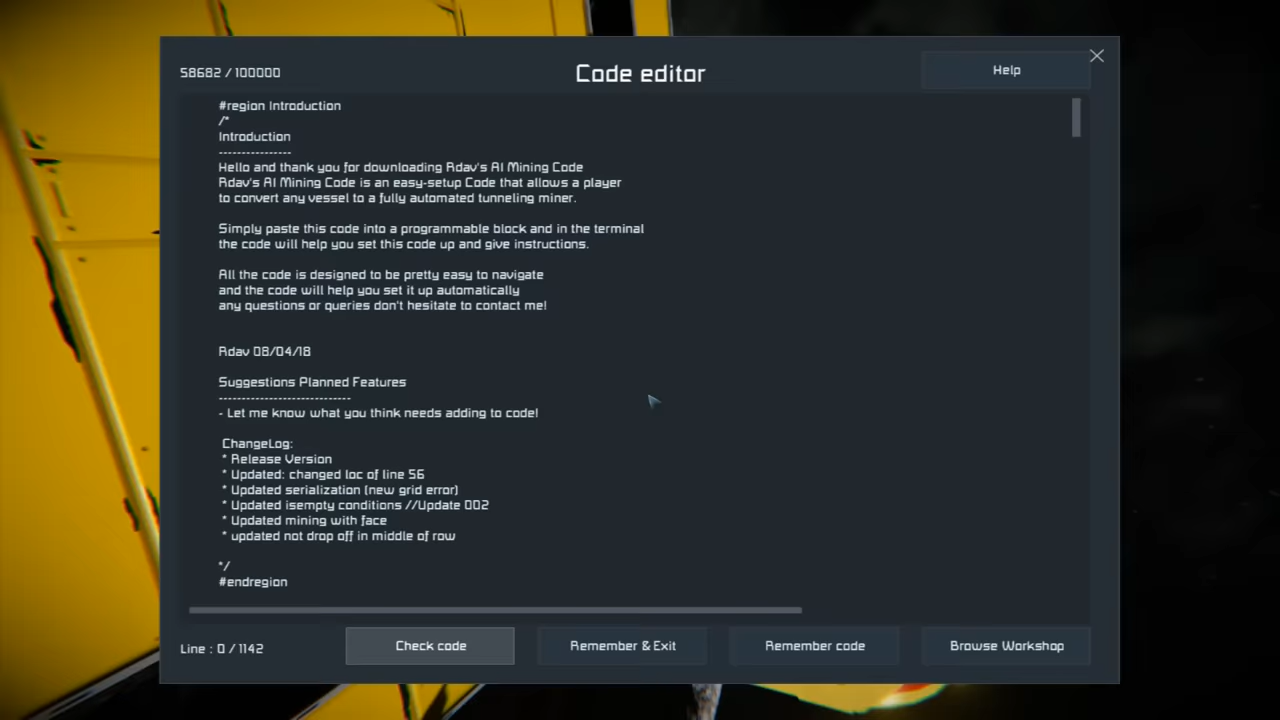 58682 / 100000
Code editor
Help
#region Introduction
/*
Introduction
----------------
Hello and thank you for downloading Rdav's AI Mining Code
Rdav's AI Mining Code is an easy-setup Code that allows a player
to convert any vessel to a fully automated tunneling miner.
Simply paste this code into a programmable block and in the terminal
the code will help you set this code up and give instructions.
All the code is designed to be pretty easy to navigate
and the code will help you set it up automatically
any questions or queries don't hesitate to contact me!
Rdav 08/04/18
Suggestions Planned Features
-----------------------------
- Let me know what you think needs adding to code!
ChangeLog:
* Release Version
* Updated: changed loc of line 56
* Updated serialization (new grid error)
* Updated isempty conditions //Update 002
* Updated mining with face
* updated not drop off in middle of row
*/
#endregion
Line : 0 / 1142
Check code
Remember & Exit
Remember code
Browse Workshop